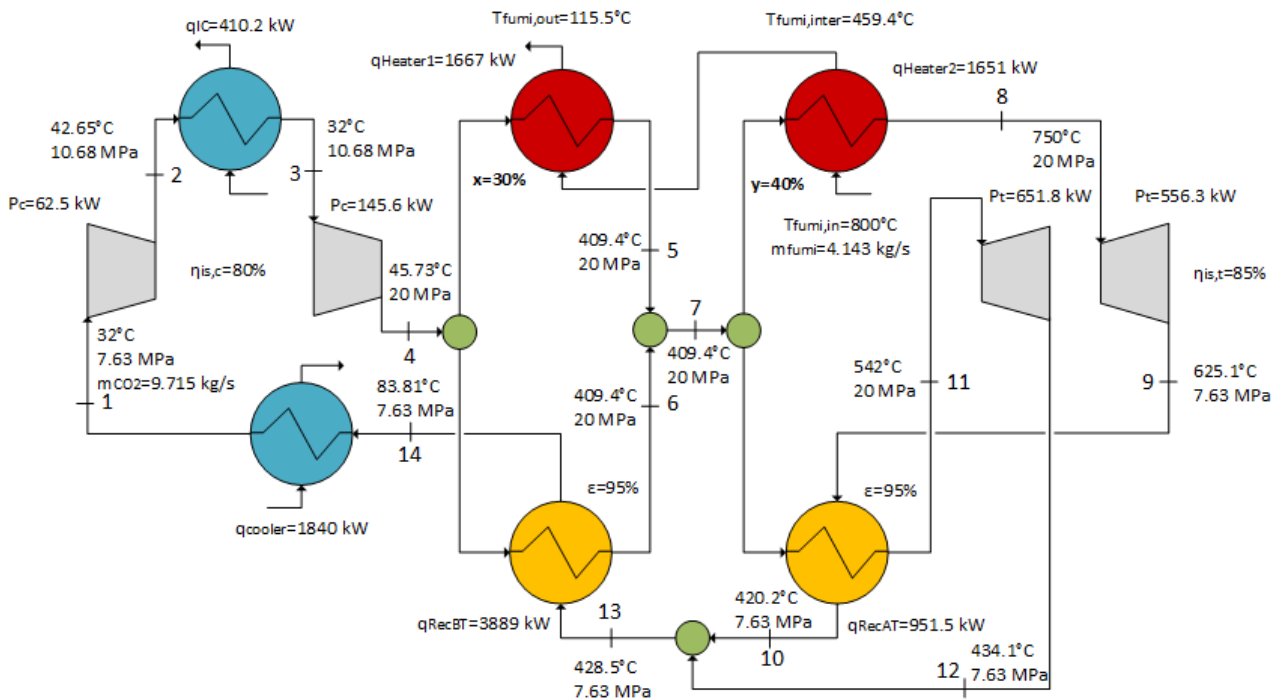 qIC=410.2 kW
Tfumi,out=115.5°C
Tfumi,inter=459.4°C
qHeater1=1667 kW
qHeater2=1651 kW
8
42.65°C
10.68 MPa
2
32°C
10.68 MPa
3
750°C
20 MPa
x=30%
y=40%
Pc=62.5 kW
Pc=145.6 kW
Pt=651.8 kW
Pt=556.3 kW
Tfumi,in=800°C
mfumi=4.143 kg/s
ηis,c=80%
45.73°C
20 MPa
4
409.4°C
20 MPa
5
ηis,t=85%
7
409.4°C
20 MPa
32°C
7.63 MPa
mCO2=9.715 kg/s
1
83.81°C
7.63 MPa
14
409.4°C
20 MPa
6
542°C
20 MPa
11
9
625.1°C
7.63 MPa
ε=95%
ε=95%
qcooler=1840 kW
qRecBT=3889 kW
13
428.5°C
7.63 MPa
420.2°C
7.63 MPa
10
qRecAT=951.5 kW
12
434.1°C
7.63 MPa